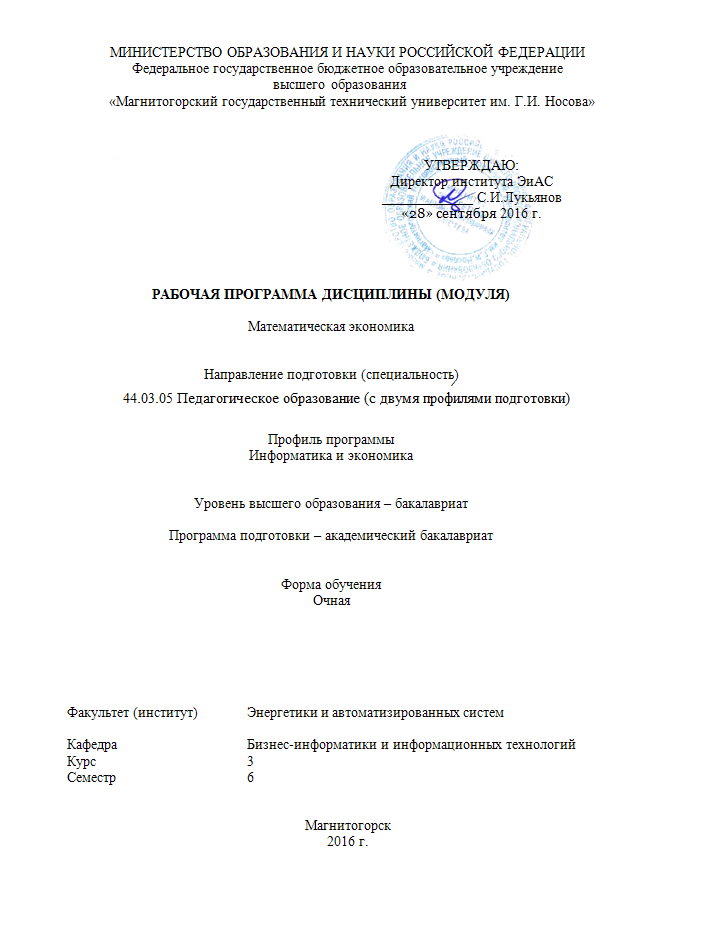 МИНИСТЕРСТВО ОБРАЗОВАНИЯ И НАУКИ РОССИЙСКОЙ ФЕДЕРАЦИИ
Федеральное государственное бюджетное образовательное учреждение
высшего образования
«Магнитогорский государственный технический университет им. Г.И. Носова»
УТВЕРЖДАЮ:
Директор института ЭиАС
____________ С.И.Лукьянов
«28» сентября 2016 г.
РАБОЧАЯ ПРОГРАММА ДИСЦИПЛИНЫ (МОДУЛЯ)
Математическая экономика
Направление подготовки (специальность)
44.03.05 Педагогическое образование (с двумя профилями подготовки)
Профиль программы
Информатика и экономика
Уровень высшего образования – бакалавриат
Программа подготовки – академический бакалавриат
Форма обучения
Очная
Факультет (институт) Энергетики и автоматизированных систем
Кафедра Бизнес-информатики и информационных технологий
Курс 3
Семестр 6
Магнитогорск
2016 г.